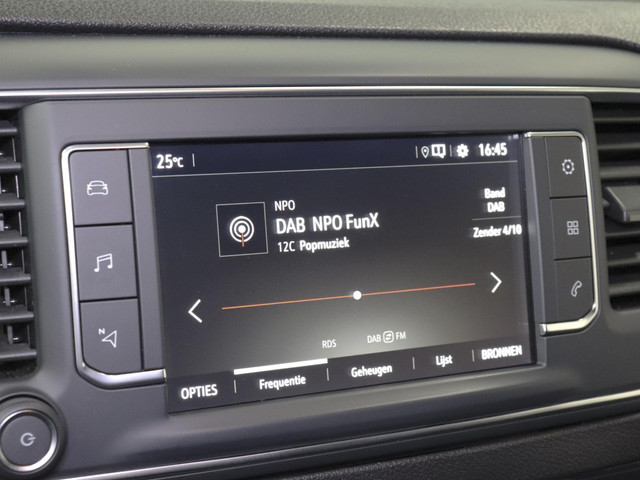 25°C
16:45
NPO
DAB NPO FunX
12C Popmuziek
Band
DAB
Zender 4/10
N
RDS
DAB FM
OPTIES
Frequentie
Geheugen
Lijst
BRONNEN